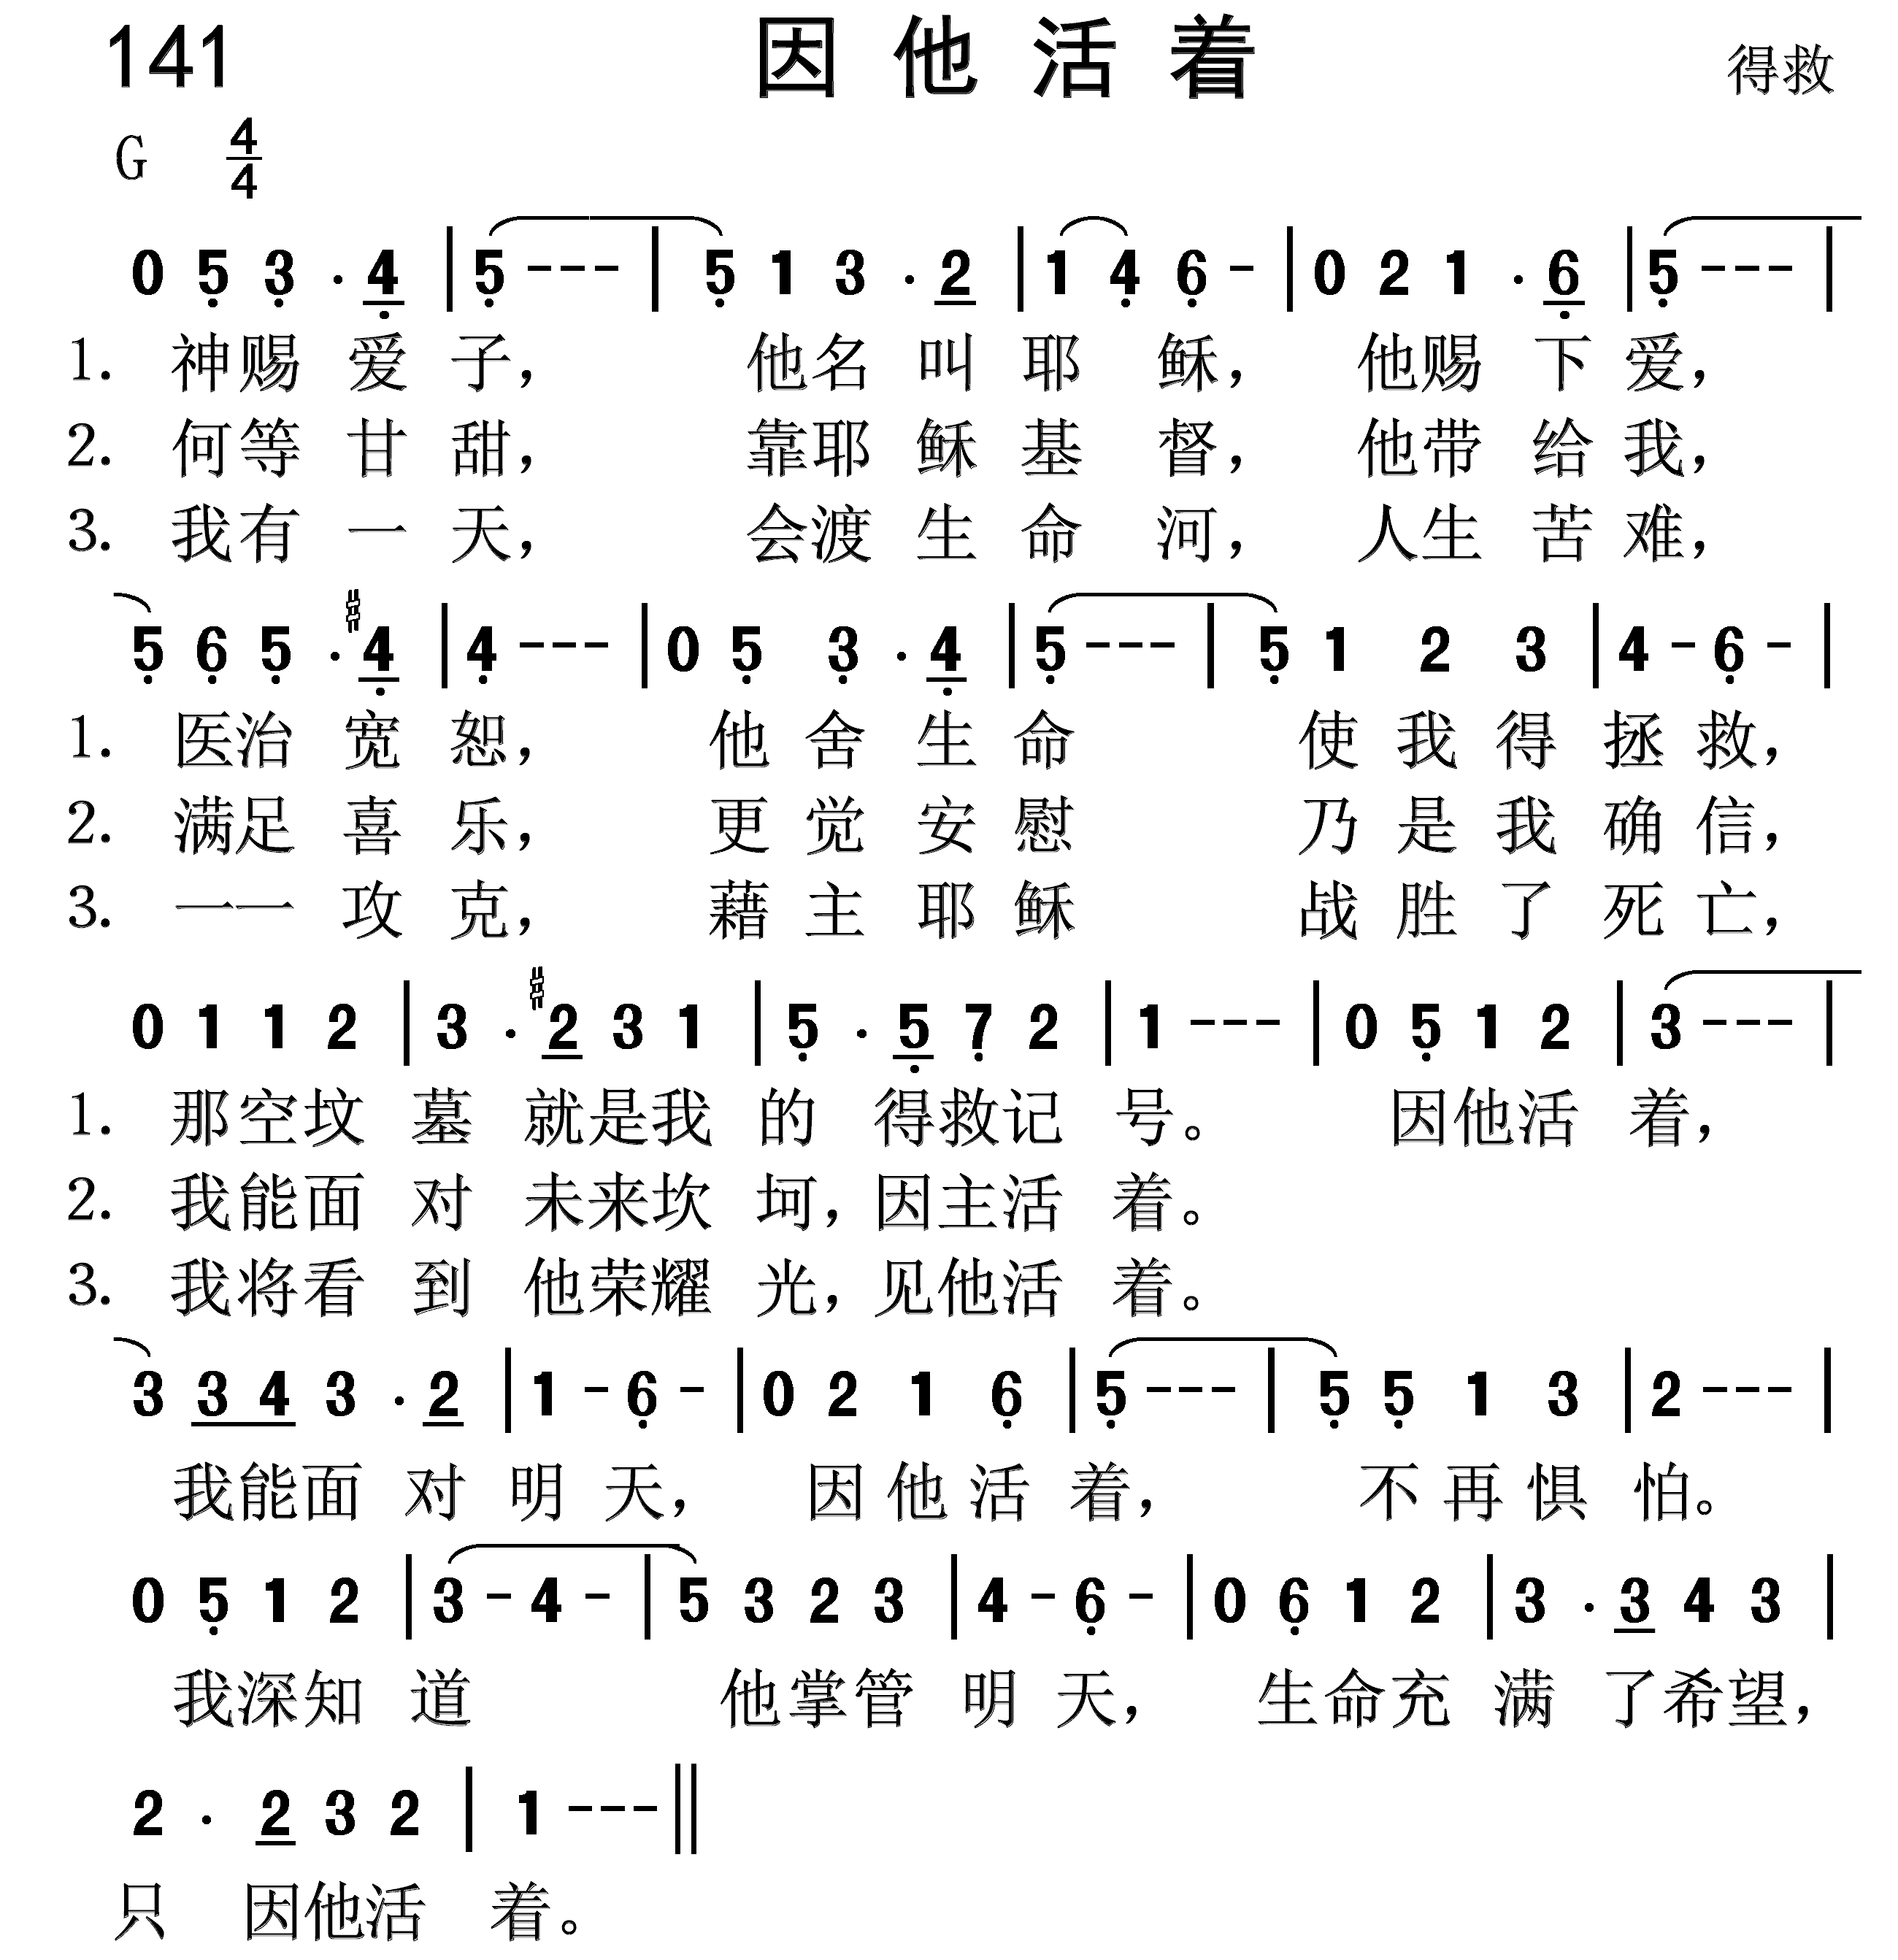 141 因他活着 得救
G 4/4
0 5 3 . 4 | 5 - - - | 5 1 3 . 2 | 1 4 6 - | 0 2 1 . 6 | 5 - - - |
1. 神赐 爱 子， 他名 叫 耶 稣， 他赐 下 爱，
2. 何等 甘 甜， 靠耶 稣 基 督， 他带 给 我，
3. 我有 一 天， 会渡 生 命 河， 人生 苦 难，
5 6 5 . #4 | 4 - - - | 0 5 3 . 4 | 5 - - - | 5 1 2 3 | 4 - 6 - |
1. 医治 宽 恕， 他 舍 生 命 使 我 得 拯 救，
2. 满足 喜 乐， 更 觉 安 慰 乃 是 我 确 信，
3. 一一 攻 克， 藉 主 耶 稣 战 胜 了 死 亡，
0 1 1 2 | 3 . #2 3 1 | 5 . 5 7 2 | 1 - - - | 0 5 1 2 | 3 - - - |
1. 那空坟 墓 就是我 的 得救记 号。 因他活 着，
2. 我能面 对 未来坎 坷，因主活 着。
3. 我将看 到 他荣耀 光，见他活 着。
3 3 4 3 . 2 | 1 - 6 - | 0 2 1 6 | 5 - - - | 5 5 1 3 | 2 - - - |
我能面 对 明 天， 因 他 活 着， 不 再 惧 怕。
0 5 1 2 | 3 - 4 - | 5 3 2 3 | 4 - 6 - | 0 6 1 2 | 3 . 3 4 3 |
我深知 道 他掌管 明 天， 生命充 满 了希望，
2 . 2 3 2 | 1 - - - ||
只 因他活 着。